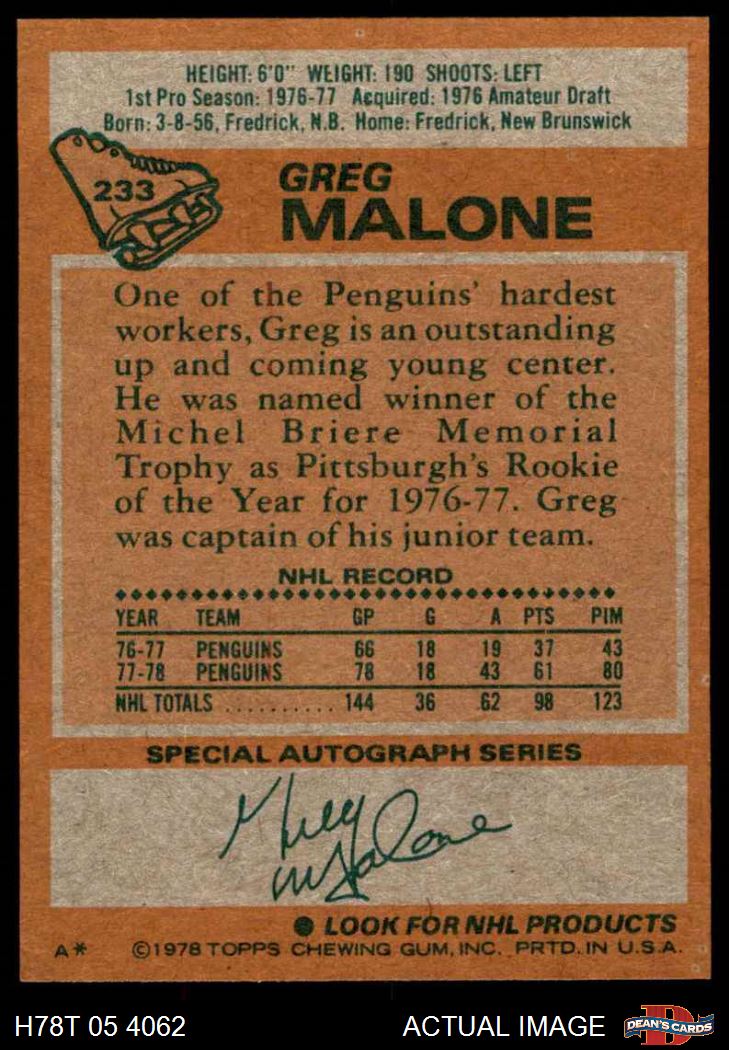 HEIGHT: 6'0" WEIGHT: 190 SHOOTS: LEFT
1st Pro Season: 1976-77 Acquired: 1976 Amateur Draft
Born: 3-8-56, Fredrick, N.B. Home: Fredrick, New Brunswick
233
GREG
MALONE
One of the Penguins' hardest
workers, Greg is an outstanding
up and coming young center.
He was named winner of the
Michel Briere Memorial
Trophy as Pittsburgh's Rookie
of the Year for 1976-77. Greg
was captain of his junior team.
NHL RECORD
YEAR TEAM GP G A PTS PIM
76-77 PENGUINS 66 18 19 37 43
77-78 PENGUINS 78 18 43 61 80
NHL TOTALS .......... 144 36 62 98 123
SPECIAL AUTOGRAPH SERIES
Greg
Malone
● LOOK FOR NHL PRODUCTS
A* ©1978 TOPPS CHEWING GUM, INC. PRTD. IN U.S.A.
H78T 05 4062 ACTUAL IMAGE D DEAN'S CARDS